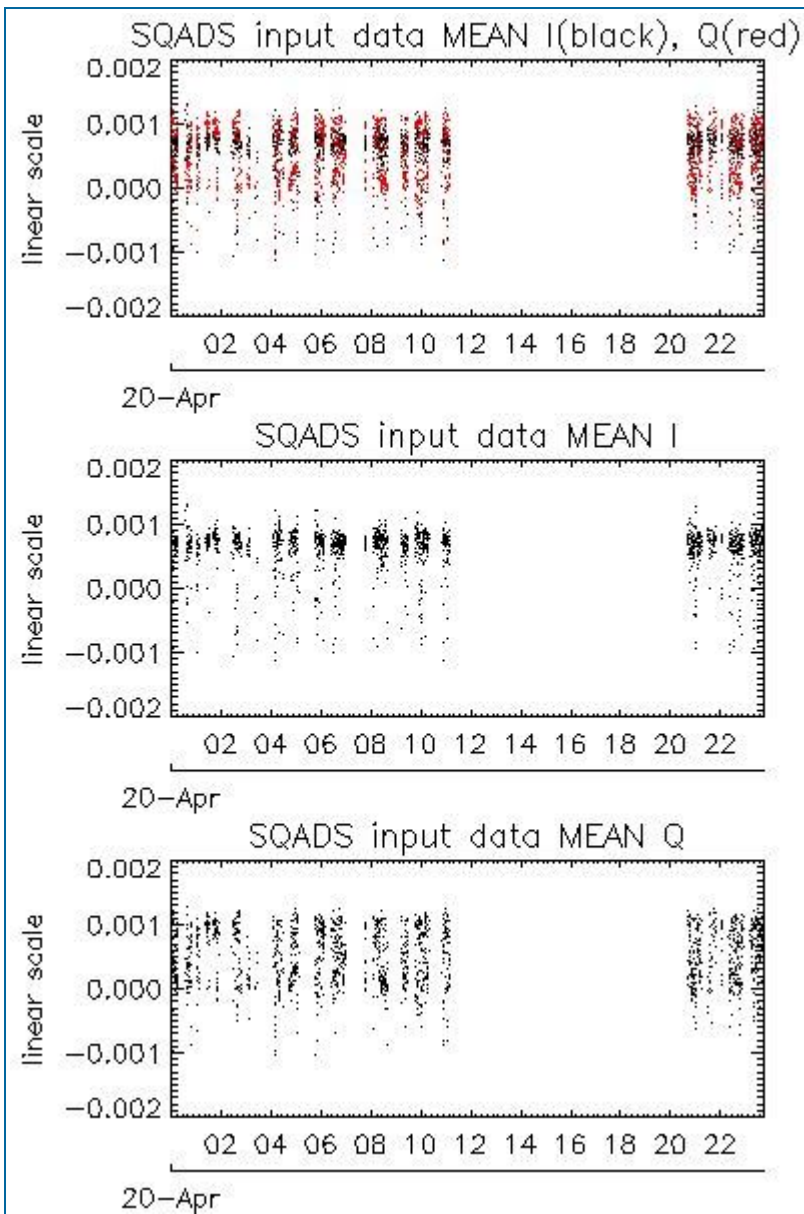 SQADS input data MEAN I(black), Q(red)
linear scale
0.002
0.001
0.000
−0.001
−0.002
02 04 06 08 10 12 14 16 18 20 22
20-Apr
SQADS input data MEAN I
linear scale
0.002
0.001
0.000
−0.001
−0.002
02 04 06 08 10 12 14 16 18 20 22
20-Apr
SQADS input data MEAN Q
linear scale
0.002
0.001
0.000
−0.001
−0.002
02 04 06 08 10 12 14 16 18 20 22
20-Apr